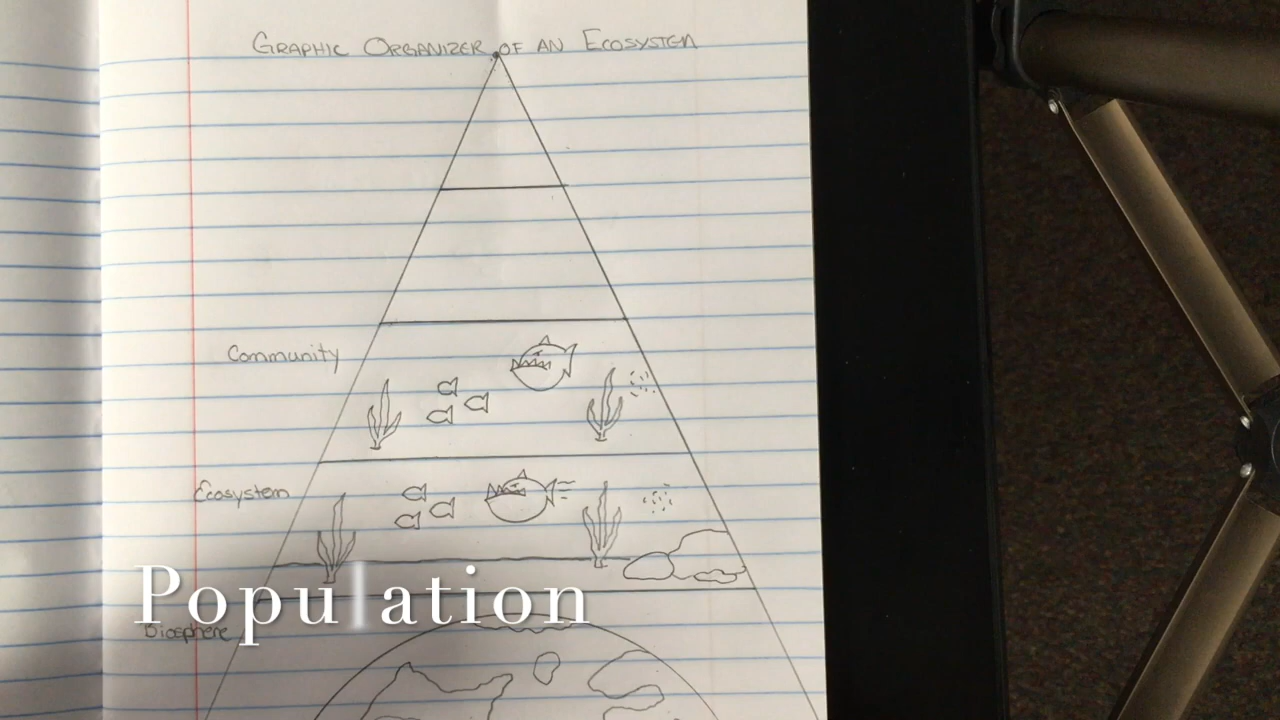 GRAPHIC ORGANIZER OF AN ECOSYSTEM
Community
Ecosystem
Population
Biosphere